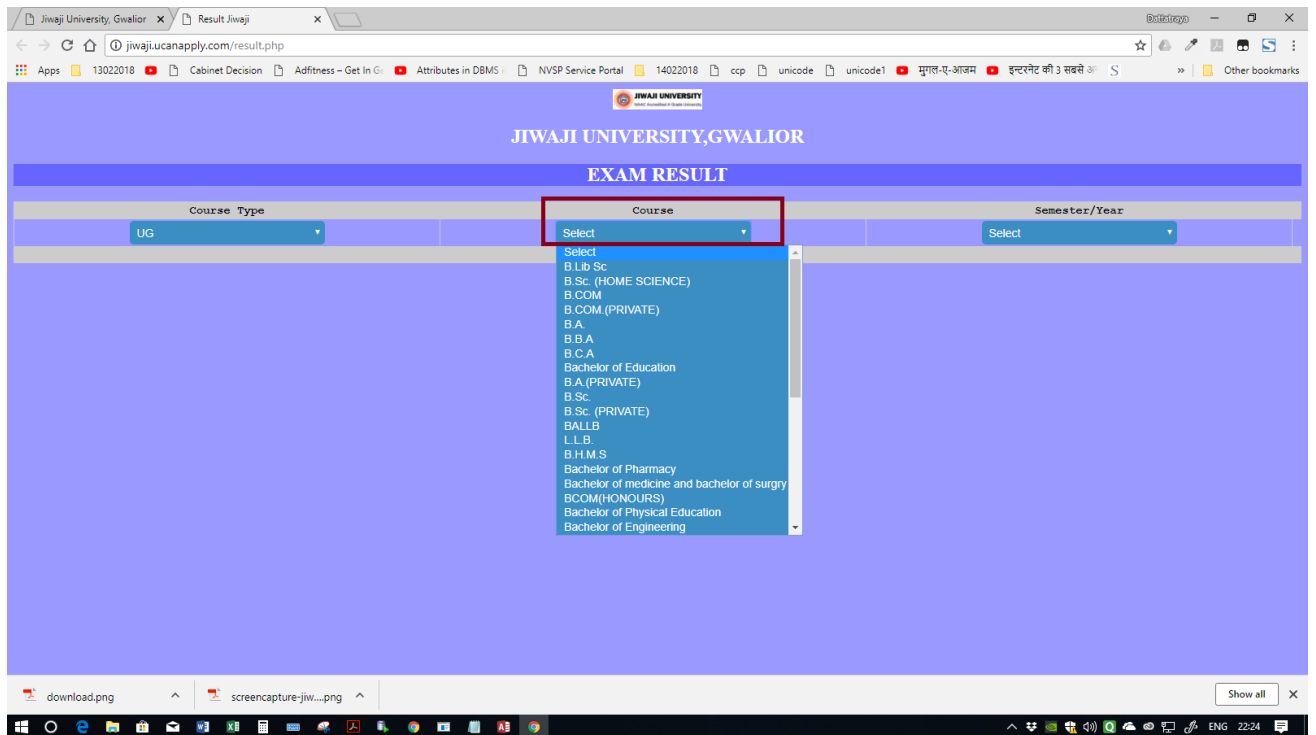 Jiwaji University, Gwalior
Result Jiwaji
Dattatraya
jiwaji.ucanapply.com/result.php
Apps 13022018 Cabinet Decision Adfitness – Get In G Attributes in DBMS NVSP Service Portal 14022018 ccp unicode unicode1 मुगल-ए-आजम इन्टरनेट की 3 सबसे S » Other bookmarks
JIWAJI UNIVERSITY
JIWAJI UNIVERSITY,GWALIOR
EXAM RESULT
Course Type Course Semester/Year
UG Select Select
Select
B.Lib Sc
B.Sc. (HOME SCIENCE)
B.COM
B.COM.(PRIVATE)
B.A.
B.B.A
B.C.A
Bachelor of Education
B.A.(PRIVATE)
B.Sc.
B.Sc. (PRIVATE)
BALLB
L.L.B.
B.H.M.S
Bachelor of Pharmacy
Bachelor of medicine and bachelor of surgry
BCOM(HONOURS)
Bachelor of Physical Education
Bachelor of Engineering
download.png screencapture-jiw....png Show all
ENG 22:24